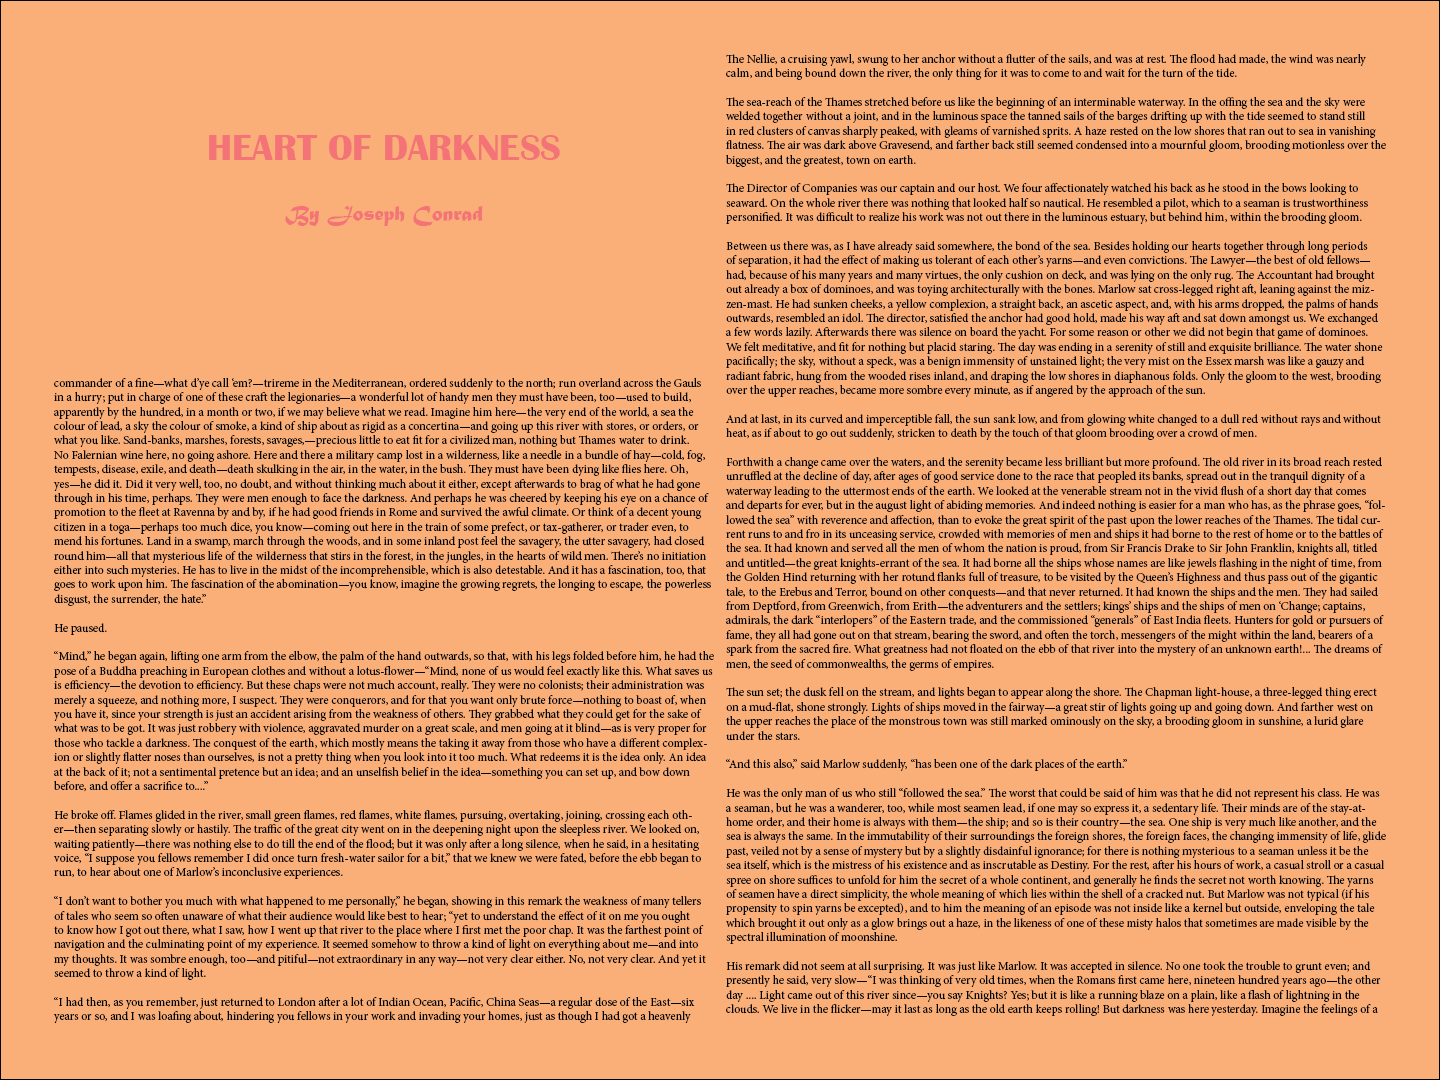 HEART OF DARKNESS
By Joseph Conrad
The Nellie, a cruising yawl, swung to her anchor without a flutter of the sails, and was at rest. The flood had made, the wind was nearly
calm, and being bound down the river, the only thing for it was to come to and wait for the turn of the tide.
The sea-reach of the Thames stretched before us like the beginning of an interminable waterway. In the offing the sea and the sky were
welded together without a joint, and in the luminous space the tanned sails of the barges drifting up with the tide seemed to stand still
in red clusters of canvas sharply peaked, with gleams of varnished sprits. A haze rested on the low shores that ran out to sea in vanishing
flatness. The air was dark above Gravesend, and farther back still seemed condensed into a mournful gloom, brooding motionless over the
biggest, and the greatest, town on earth.
The Director of Companies was our captain and our host. We four affectionately watched his back as he stood in the bows looking to
seaward. On the whole river there was nothing that looked half so nautical. He resembled a pilot, which to a seaman is trustworthiness
personified. It was difficult to realize his work was not out there in the luminous estuary, but behind him, within the brooding gloom.
Between us there was, as I have already said somewhere, the bond of the sea. Besides holding our hearts together through long periods
of separation, it had the effect of making us tolerant of each other’s yarns—and even convictions. The Lawyer—the best of old fellows—
had, because of his many years and many virtues, the only cushion on deck, and was lying on the only rug. The Accountant had brought
out already a box of dominoes, and was toying architecturally with the bones. Marlow sat cross-legged right aft, leaning against the miz-
zen-mast. He had sunken cheeks, a yellow complexion, a straight back, an ascetic aspect, and, with his arms dropped, the palms of hands
outwards, resembled an idol. The director, satisfied the anchor had good hold, made his way aft and sat down amongst us. We exchanged
a few words lazily. Afterwards there was silence on board the yacht. For some reason or other we did not begin that game of dominoes.
We felt meditative, and fit for nothing but placid staring. The day was ending in a serenity of still and exquisite brilliance. The water shone
pacifically; the sky, without a speck, was a benign immensity of unstained light; the very mist on the Essex marsh was like a gauzy and
radiant fabric, hung from the wooded rises inland, and draping the low shores in diaphanous folds. Only the gloom to the west, brooding
over the upper reaches, became more sombre every minute, as if angered by the approach of the sun.
And at last, in its curved and imperceptible fall, the sun sank low, and from glowing white changed to a dull red without rays and without
heat, as if about to go out suddenly, stricken to death by the touch of that gloom brooding over a crowd of men.
Forthwith a change came over the waters, and the serenity became less brilliant but more profound. The old river in its broad reach rested
unruffled at the decline of day, after ages of good service done to the race that peopled its banks, spread out in the tranquil dignity of a
waterway leading to the uttermost ends of the earth. We looked at the venerable stream not in the vivid flush of a short day that comes
and departs for ever, but in the august light of abiding memories. And indeed nothing is easier for a man who has, as the phrase goes, “fol-
lowed the sea” with reverence and affection, than to evoke the great spirit of the past upon the lower reaches of the Thames. The tidal cur-
rent runs to and fro in its unceasing service, crowded with memories of men and ships it had borne to the rest of home or to the battles of
the sea. It had known and served all the men of whom the nation is proud, from Sir Francis Drake to Sir John Franklin, knights all, titled
and untitled—the great knights-errant of the sea. It had borne all the ships whose names are like jewels flashing in the night of time, from
the Golden Hind returning with her rotund flanks full of treasure, to be visited by the Queen’s Highness and thus pass out of the gigantic
tale, to the Erebus and Terror, bound on other conquests—and that never returned. It had known the ships and the men. They had sailed
from Deptford, from Greenwich, from Erith—the adventurers and the settlers; kings’ ships and the ships of men on ‘Change; captains,
admirals, the dark “interlopers” of the Eastern trade, and the commissioned “generals” of East India fleets. Hunters for gold or pursuers of
fame, they all had gone out on that stream, bearing the sword, and often the torch, messengers of the might within the land, bearers of a
spark from the sacred fire. What greatness had not floated on the ebb of that river into the mystery of an unknown earth!... The dreams of
men, the seed of commonwealths, the germs of empires.
The sun set; the dusk fell on the stream, and lights began to appear along the shore. The Chapman light-house, a three-legged thing erect
on a mud-flat, shone strongly. Lights of ships moved in the fairway—a great stir of lights going up and going down. And farther west on
the upper reaches the place of the monstrous town was still marked ominously on the sky, a brooding gloom in sunshine, a lurid glare
under the stars.
“And this also,” said Marlow suddenly, “has been one of the dark places of the earth.”
He was the only man of us who still “followed the sea.” The worst that could be said of him was that he did not represent his class. He was
a seaman, but he was a wanderer, too, while most seamen lead, if one may so express it, a sedentary life. Their minds are of the stay-at-
home order, and their home is always with them—the ship; and so is their country—the sea. One ship is very much like another, and the
sea is always the same. In the immutability of their surroundings the foreign shores, the foreign faces, the changing immensity of life, glide
past, veiled not by a sense of mystery but by a slightly disdainful ignorance; for there is nothing mysterious to a seaman unless it be the
sea itself, which is the mistress of his existence and as inscrutable as Destiny. For the rest, after his hours of work, a casual stroll or a casual
spree on shore suffices to unfold for him the secret of a whole continent, and generally he finds the secret not worth knowing. The yarns
of seamen have a direct simplicity, the whole meaning of which lies within the shell of a cracked nut. But Marlow was not typical (if his
propensity to spin yarns be excepted), and to him the meaning of an episode was not inside like a kernel but outside, enveloping the tale
which brought it out only as a glow brings out a haze, in the likeness of one of these misty halos that sometimes are made visible by the
spectral illumination of moonshine.
His remark did not seem at all surprising. It was just like Marlow. It was accepted in silence. No one took the trouble to grunt even; and
presently he said, very slow—“I was thinking of very old times, when the Romans first came here, nineteen hundred years ago—the other
day .... Light came out of this river since—you say Knights? Yes; but it is like a running blaze on a plain, like a flash of lightning in the
clouds. We live in the flicker—may it last as long as the old earth keeps rolling! But darkness was here yesterday. Imagine the feelings of a
commander of a fine—what d’ye call ‘em?—trireme in the Mediterranean, ordered suddenly to the north; run overland across the Gauls
in a hurry; put in charge of one of these craft the legionaries—a wonderful lot of handy men they must have been, too—used to build,
apparently by the hundred, in a month or two, if we may believe what we read. Imagine him here—the very end of the world, a sea the
colour of lead, a sky the colour of smoke, a kind of ship about as rigid as a concertina—and going up this river with stores, or orders, or
what you like. Sand-banks, marshes, forests, savages,—precious little to eat fit for a civilized man, nothing but Thames water to drink.
No Falernian wine here, no going ashore. Here and there a military camp lost in a wilderness, like a needle in a bundle of hay—cold, fog,
tempests, disease, exile, and death—death skulking in the air, in the water, in the bush. They must have been dying like flies here. Oh,
yes—he did it. Did it very well, too, no doubt, and without thinking much about it either, except afterwards to brag of what he had gone
through in his time, perhaps. They were men enough to face the darkness. And perhaps he was cheered by keeping his eye on a chance of
promotion to the fleet at Ravenna by and by, if he had good friends in Rome and survived the awful climate. Or think of a decent young
citizen in a toga—perhaps too much dice, you know—coming out here in the train of some prefect, or tax-gatherer, or trader even, to
mend his fortunes. Land in a swamp, march through the woods, and in some inland post feel the savagery, the utter savagery, had closed
round him—all that mysterious life of the wilderness that stirs in the forest, in the jungles, in the hearts of wild men. There’s no initiation
either into such mysteries. He has to live in the midst of the incomprehensible, which is also detestable. And it has a fascination, too, that
goes to work upon him. The fascination of the abomination—you know, imagine the growing regrets, the longing to escape, the powerless
disgust, the surrender, the hate.”
He paused.
“Mind,” he began again, lifting one arm from the elbow, the palm of the hand outwards, so that, with his legs folded before him, he had the
pose of a Buddha preaching in European clothes and without a lotus-flower—“Mind, none of us would feel exactly like this. What saves us
is efficiency—the devotion to efficiency. But these chaps were not much account, really. They were no colonists; their administration was
merely a squeeze, and nothing more, I suspect. They were conquerors, and for that you want only brute force—nothing to boast of, when
you have it, since your strength is just an accident arising from the weakness of others. They grabbed what they could get for the sake of
what was to be got. It was just robbery with violence, aggravated murder on a great scale, and men going at it blind—as is very proper for
those who tackle a darkness. The conquest of the earth, which mostly means the taking it away from those who have a different complex-
ion or slightly flatter noses than ourselves, is not a pretty thing when you look into it too much. What redeems it is the idea only. An idea
at the back of it; not a sentimental pretence but an idea; and an unselfish belief in the idea—something you can set up, and bow down
before, and offer a sacrifice to....”
He broke off. Flames glided in the river, small green flames, red flames, white flames, pursuing, overtaking, joining, crossing each oth-
er—then separating slowly or hastily. The traffic of the great city went on in the deepening night upon the sleepless river. We looked on,
waiting patiently—there was nothing else to do till the end of the flood; but it was only after a long silence, when he said, in a hesitating
voice, “I suppose you fellows remember I did once turn fresh-water sailor for a bit,” that we knew we were fated, before the ebb began to
run, to hear about one of Marlow’s inconclusive experiences.
“I don’t want to bother you much with what happened to me personally,” he began, showing in this remark the weakness of many tellers
of tales who seem so often unaware of what their audience would like best to hear; “yet to understand the effect of it on me you ought
to know how I got out there, what I saw, how I went up that river to the place where I first met the poor chap. It was the farthest point of
navigation and the culminating point of my experience. It seemed somehow to throw a kind of light on everything about me—and into
my thoughts. It was sombre enough, too—and pitiful—not extraordinary in any way—not very clear either. No, not very clear. And yet it
seemed to throw a kind of light.
“I had then, as you remember, just returned to London after a lot of Indian Ocean, Pacific, China Seas—a regular dose of the East—six
years or so, and I was loafing about, hindering you fellows in your work and invading your homes, just as though I had got a heavenly